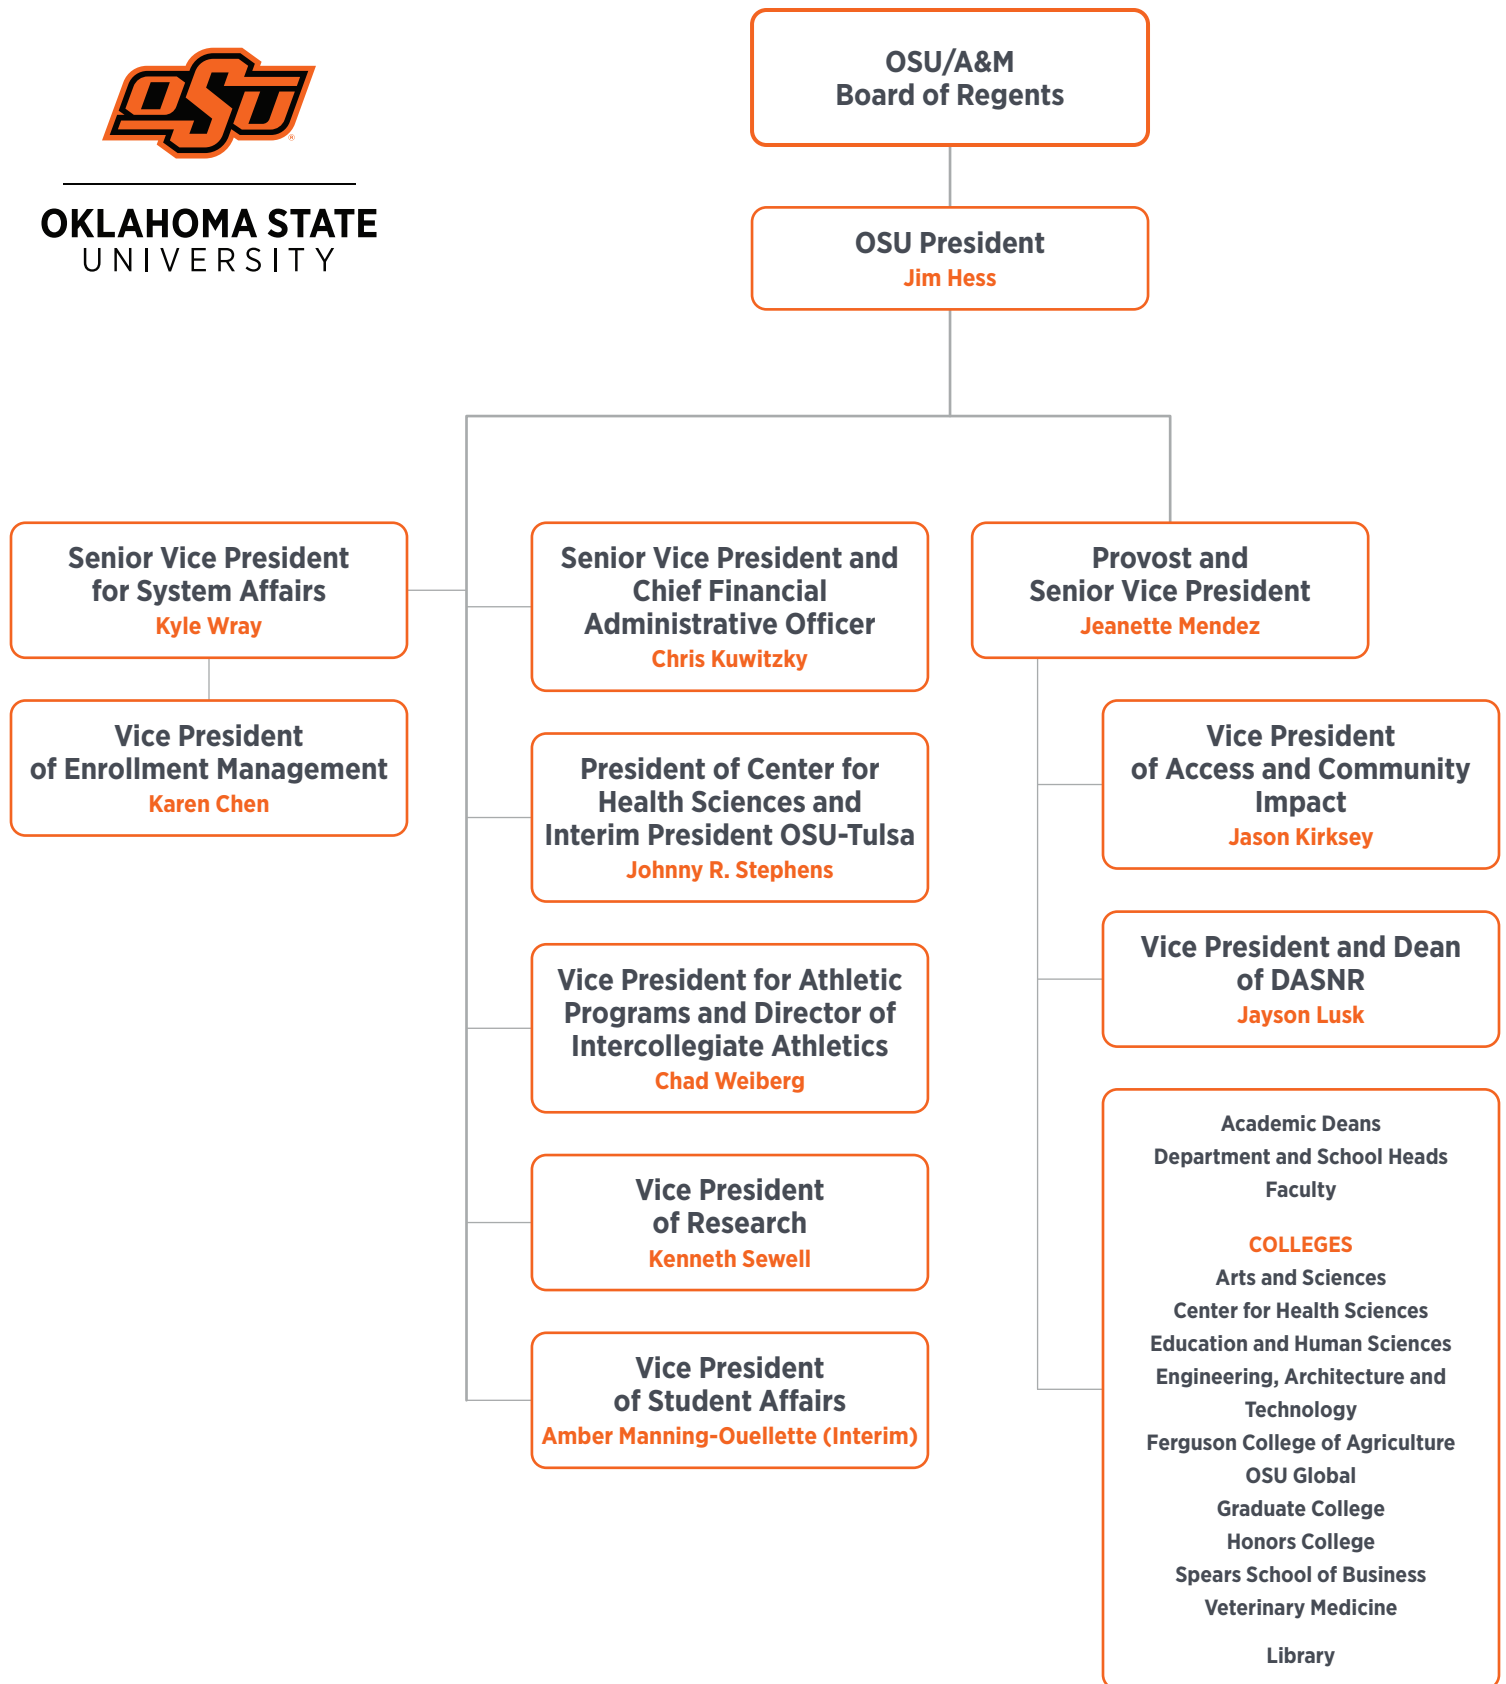 OSU
®
OKLAHOMA STATE
UNIVERSITY
OSU/A&M
Board of Regents
OSU President
Jim Hess
Senior Vice President
for System Affairs
Kyle Wray
Vice President
of Enrollment Management
Karen Chen
Senior Vice President and
Chief Financial
Administrative Officer
Chris Kuwitzky
President of Center for
Health Sciences and
Interim President OSU-Tulsa
Johnny R. Stephens
Vice President for Athletic
Programs and Director of
Intercollegiate Athletics
Chad Weiberg
Vice President
of Research
Kenneth Sewell
Vice President
of Student Affairs
Amber Manning-Ouellette (Interim)
Provost and
Senior Vice President
Jeanette Mendez
Vice President
of Access and Community
Impact
Jason Kirksey
Vice President and Dean
of DASNR
Jayson Lusk
Academic Deans
Department and School Heads
Faculty
COLLEGES
Arts and Sciences
Center for Health Sciences
Education and Human Sciences
Engineering, Architecture and
Technology
Ferguson College of Agriculture
OSU Global
Graduate College
Honors College
Spears School of Business
Veterinary Medicine
Library